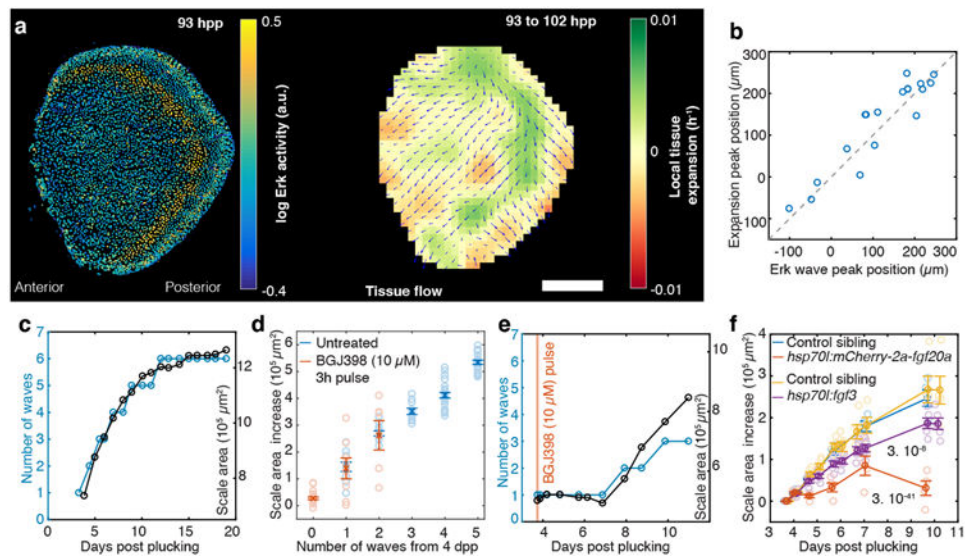 a
93 hpp
0.5
log Erk activity (a.u.)
-0.4
Anterior
Posterior
93 to 102 hpp
0.01
Local tissue
expansion (h-1)
0
-0.01
Tissue flow
b
Expansion peak position (µm)
300
200
100
0
-100
-100 0 100 200 300
Erk wave peak position (µm)
c
Number of waves
7
6
5
4
3
2
1
0
0 5 10 15 20
Days post plucking
12
10
8
Scale area (10⁵ µm²)
d
Scale area increase (10⁵ µm²)
6
5
4
3
2
1
0
Untreated
BGJ398 (10 µM)
3h pulse
0 1 2 3 4 5
Number of waves from 4 dpp
e
Number of waves
7
6
5
4
3
2
1
0
BGJ398 (10 µM) pulse
4 6 8 10
Days post plucking
10
8
6
Scale area (10⁵ µm²)
f
Scale area increase (10⁵ µm²)
4
3
2
1
0
Control sibling
hsp70l:mCherry-2a-fgf20a
Control sibling
hsp70l:fgf3
3. 10⁻⁴¹
3 4 5 6 7 8 9 10 11
Days post plucking